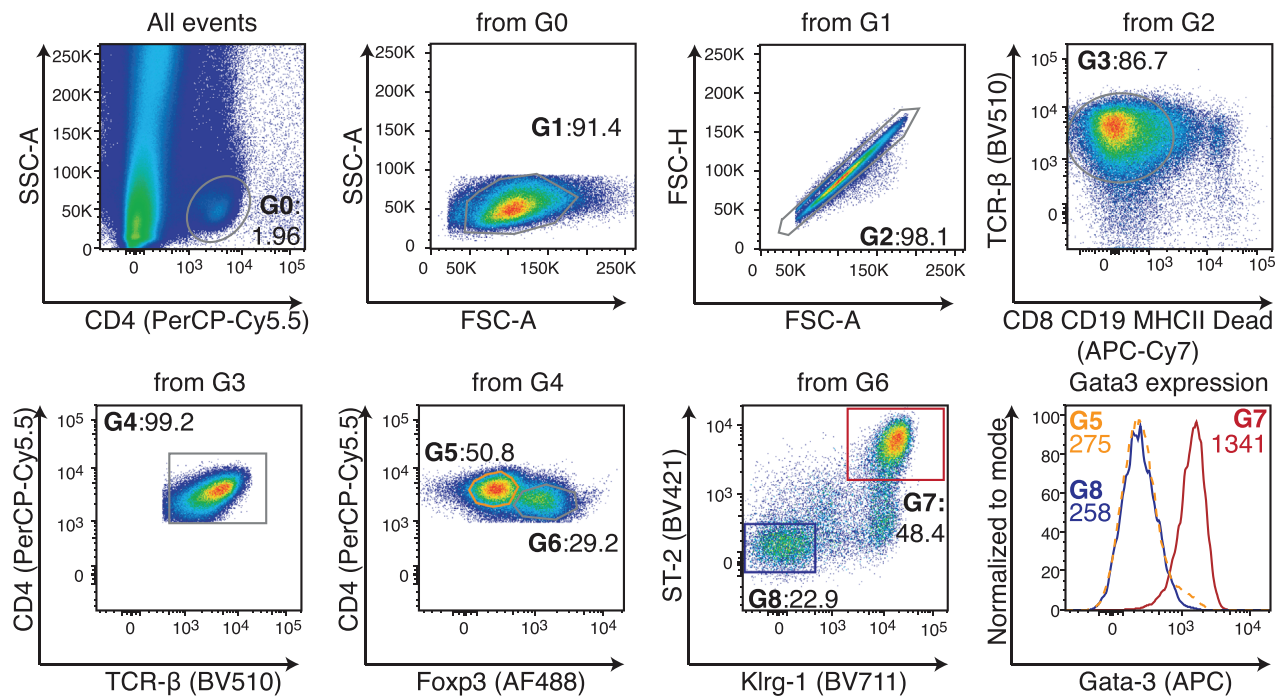 All events
from G0
from G1
from G2
250K
200K
150K
100K
50K
0
SSC-A
G0:
1.96
0 10³ 10⁴ 10⁵
CD4 (PerCP-Cy5.5)
250K
200K
150K
100K
50K
0
SSC-A
G1:91.4
0 50K 150K 250K
FSC-A
250K
200K
150K
100K
50K
0
FSC-H
G2:98.1
0 50K 150K 250K
FSC-A
10⁵
10⁴
10³
0
TCR-β (BV510)
G3:86.7
0 10³ 10⁴ 10⁵
CD8 CD19 MHCII Dead
(APC-Cy7)
from G3
from G4
from G6
Gata3 expression
10⁵
10⁴
10³
0
CD4 (PerCP-Cy5.5)
G4:99.2
0 10³ 10⁴ 10⁵
TCR-β (BV510)
10⁵
10⁴
10³
0
CD4 (PerCP-Cy5.5)
G5:50.8
G6:29.2
0 10³ 10⁴
Foxp3 (AF488)
10⁴
10³
0
ST-2 (BV421)
G7:
48.4
G8:22.9
0 10³ 10⁴ 10⁵
Klrg-1 (BV711)
100
80
60
40
20
0
Normalized to mode
G5
275
G7
1341
G8
258
0 10³ 10⁴
Gata-3 (APC)